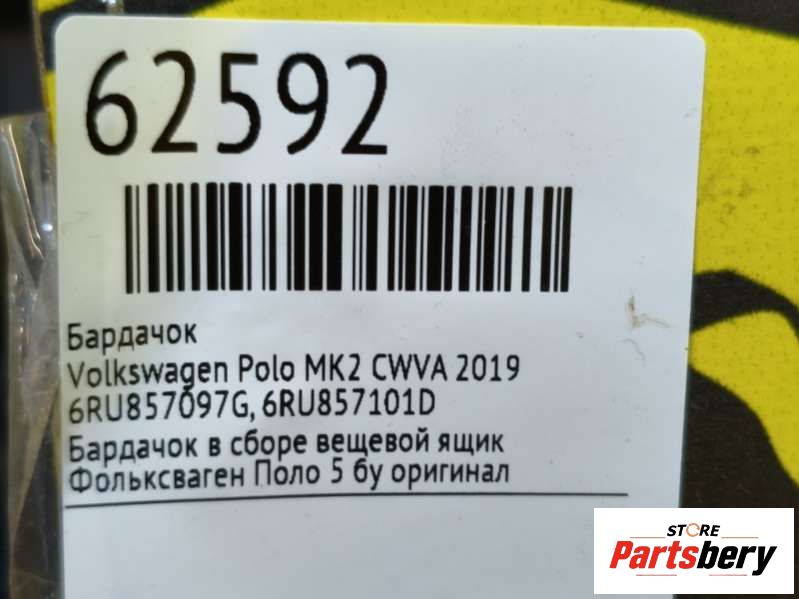 62592
Бардачок
Volkswagen Polo MK2 CWVA 2019
6RU857097G, 6RU857101D
Бардачок в сборе вещевой ящик
Фольксваген Поло 5 бу оригинал
STORE
Partsbery